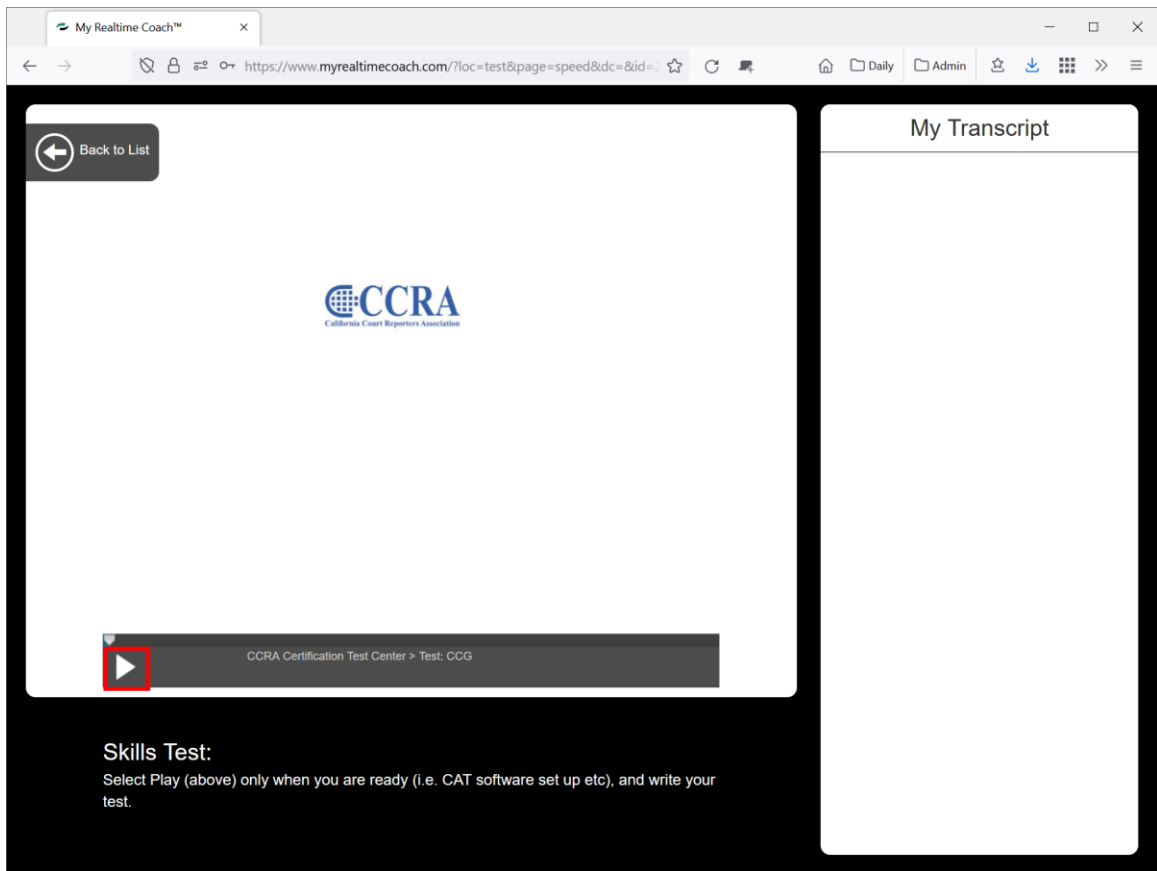 My Realtime Coach™
https://www.myrealtimecoach.com/?loc=test&page=speed&dc=&id=
Daily
Admin
Back to List
CCRA
California Court Reporters Association
CCRA Certification Test Center > Test: CCG
Skills Test:
Select Play (above) only when you are ready (i.e. CAT software set up etc), and write your
test.
My Transcript